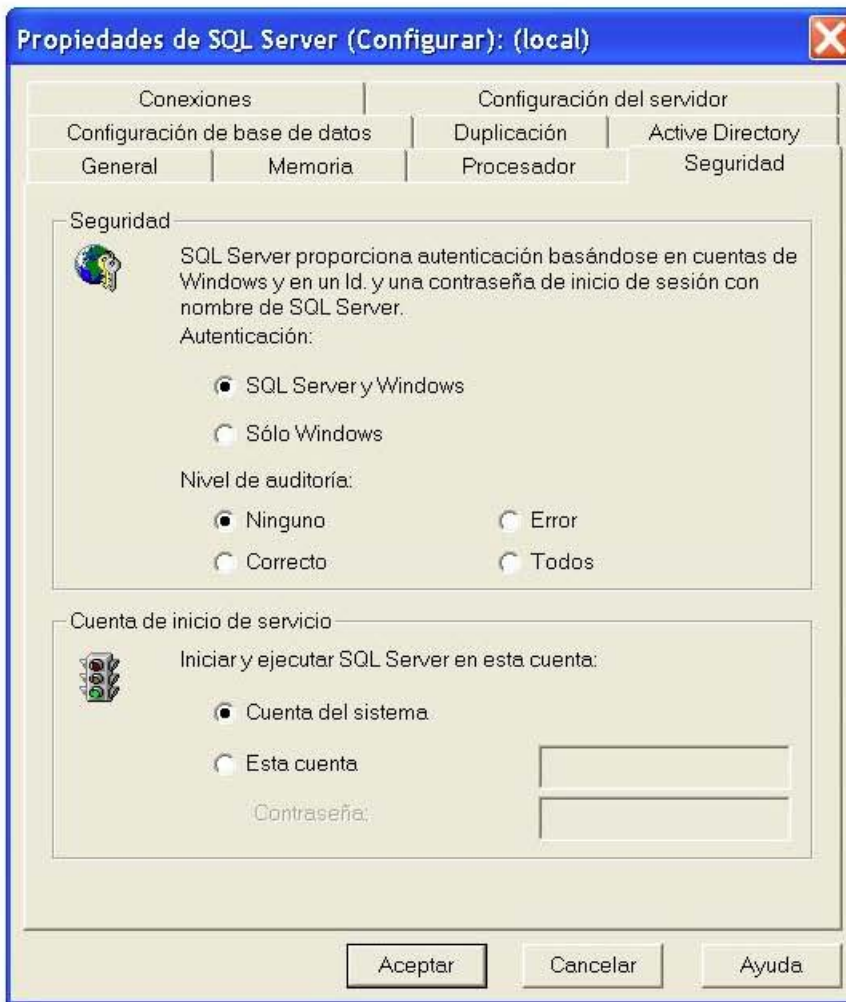 Propiedades de SQL Server (Configurar): (local)
Conexiones
Configuración del servidor
Configuración de base de datos
Duplicación
Active Directory
General
Memoria
Procesador
Seguridad
Seguridad
SQL Server proporciona autenticación basándose en cuentas de
Windows y en un Id. y una contraseña de inicio de sesión con
nombre de SQL Server.
Autenticación:
SQL Server y Windows
Sólo Windows
Nivel de auditoría:
Ninguno
Error
Correcto
Todos
Cuenta de inicio de servicio
Iniciar y ejecutar SQL Server en esta cuenta:
Cuenta del sistema
Esta cuenta
Contraseña:
Aceptar
Cancelar
Ayuda